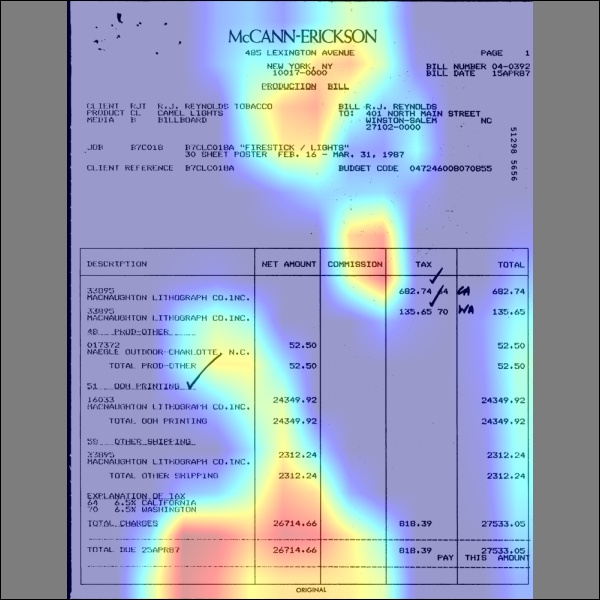 McCANN-ERICKSON
485 LEXINGTON AVENUE PAGE 1
NEW YORK, NY BILL NUMBER 04-0392
10017-0000 BILL DATE 15APR87
PRODUCTION BILL
CLIENT RJT R.J. REYNOLDS TOBACCO BILL R.J. REYNOLDS
PRODUCT CL CAMEL LIGHTS TO: 401 NORTH MAIN STREET
MEDIA B BILLBOARD WINSTON-SALEM NC
27102-0000
51298 5656
JOB B7C018 B7CLC018A "FIRESTICK / LIGHTS"
30 SHEET POSTER FEB. 16 - MAR. 31, 1987
CLIENT REFERENCE B7CLC018A BUDGET CODE 047246008070855
DESCRIPTION NET AMOUNT COMMISSION TAX TOTAL
33895 682.74 64 CA 682.74
MACNAUGHTON LITHOGRAPH CO.INC.
33895 135.65 70 WA 135.65
MACNAUGHTON LITHOGRAPH CO.INC.
48 PROD-OTHER
017372 52.50 52.50
NAEGLE OUTDOOR-CHARLOTTE, N.C.
TOTAL PROD-OTHER 52.50 52.50
51 OOH PRINTING
16033 24349.92 24349.92
MACNAUGHTON LITHOGRAPH CO.INC.
TOTAL OOH PRINTING 24349.92 24349.92
58 OTHER SHIPPING
33895 2312.24 2312.24
MACNAUGHTON LITHOGRAPH CO.INC.
TOTAL OTHER SHIPPING 2312.24 2312.24
EXPLANATION OF TAX
64 6.5% CALIFORNIA
70 6.5% WASHINGTON
TOTAL CHARGES 26714.66 818.39 27533.05
TOTAL DUE 25APR87 26714.66 818.39 27533.05
PAY THIS AMOUNT
ORIGINAL